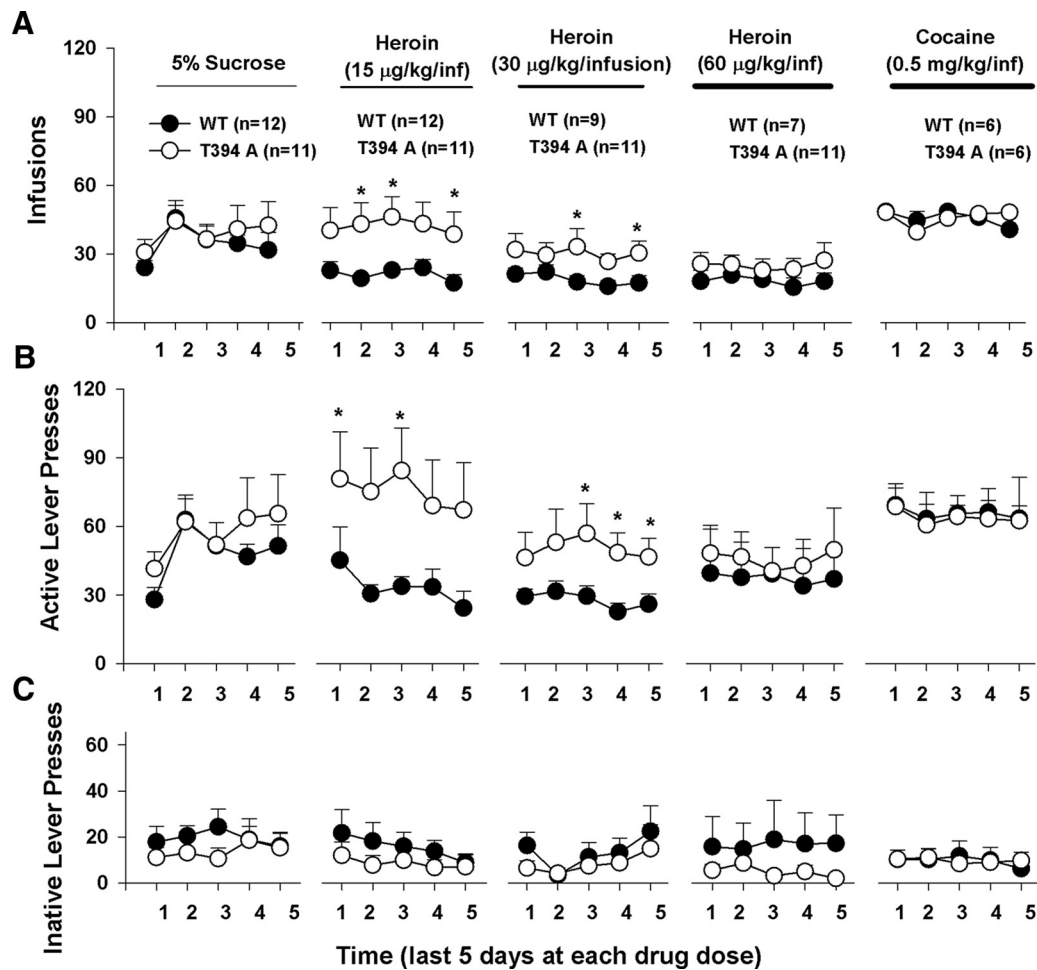 A
120
90
60
30
0
Infusions
5% Sucrose
Heroin
(15 μg/kg/inf)
Heroin
(30 μg/kg/infusion)
Heroin
(60 μg/kg/inf)
Cocaine
(0.5 mg/kg/inf)
WT (n=12)
T394 A (n=11)
WT (n=12)
T394 A (n=11)
WT (n=9)
T394 A (n=11)
WT (n=7)
T394 A (n=11)
WT (n=6)
T394 A (n=6)
* * *
* *
1 2 3 4 5
1 2 3 4 5
1 2 3 4 5
1 2 3 4 5
1 2 3 4 5
B
120
90
60
30
0
Active Lever Presses
* *
* * *
1 2 3 4 5
1 2 3 4 5
1 2 3 4 5
1 2 3 4 5
1 2 3 4 5
C
60
40
20
0
Inative Lever Presses
1 2 3 4 5
1 2 3 4 5
1 2 3 4 5
1 2 3 4 5
1 2 3 4 5
Time (last 5 days at each drug dose)